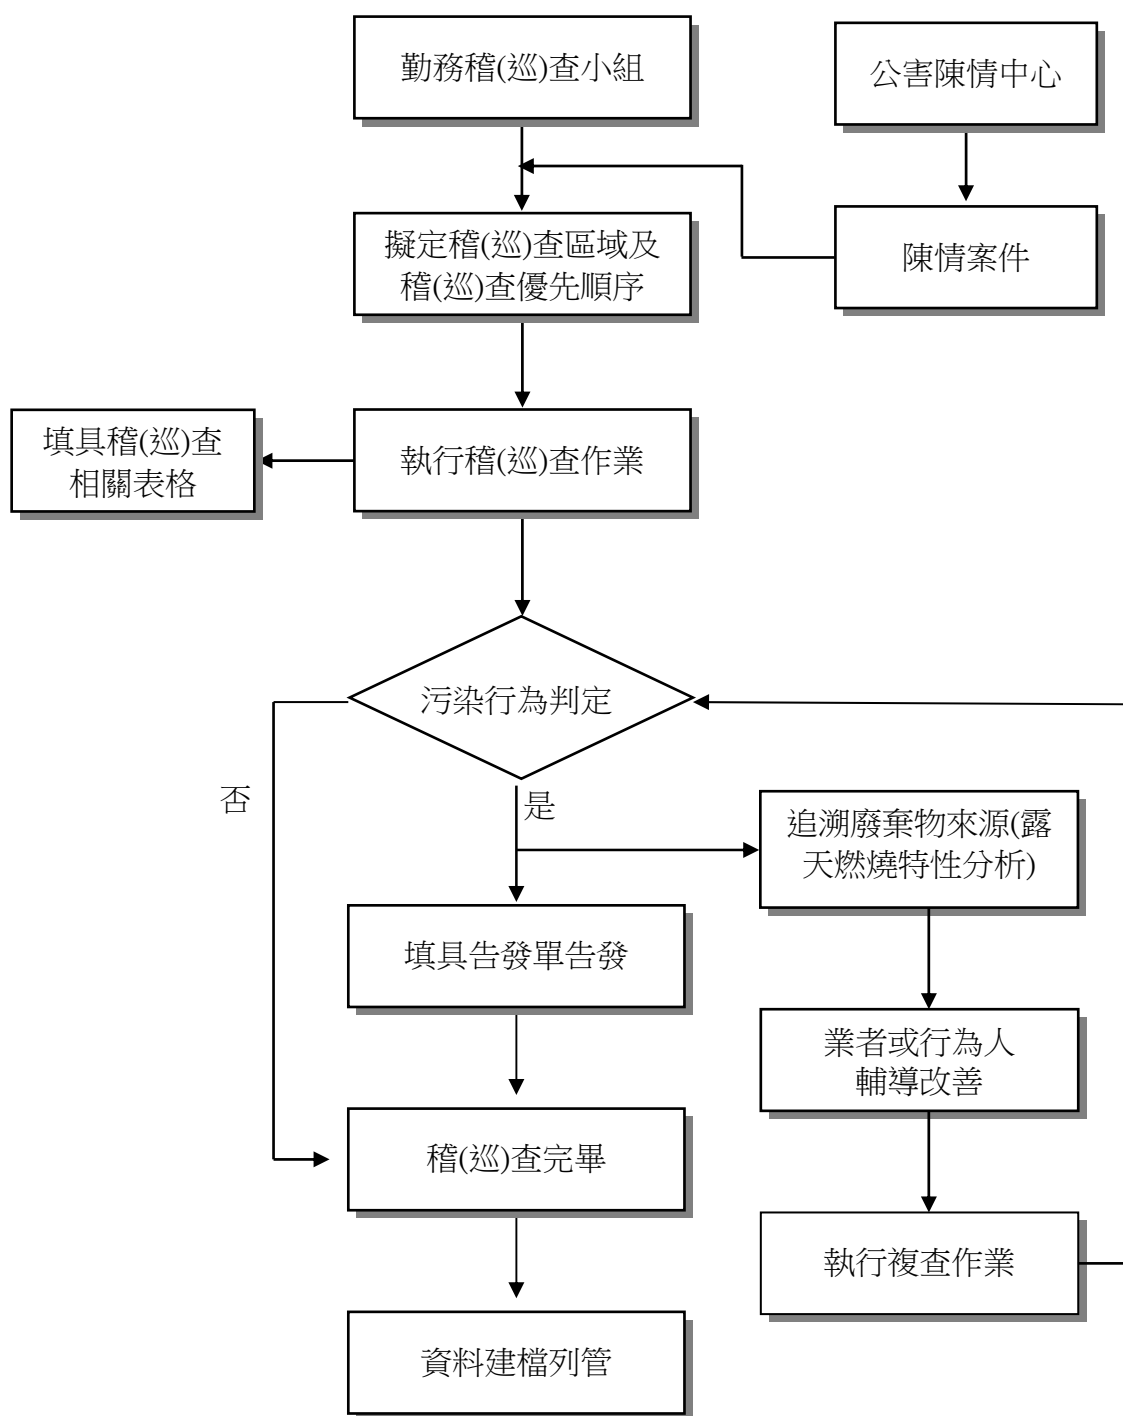 勤務稽(巡)查小組
公害陳情中心
擬定稽(巡)查區域及
稽(巡)查優先順序
陳情案件
填具稽(巡)查
相關表格
執行稽(巡)查作業
污染行為判定
否
是
追溯廢棄物來源(露
天燃燒特性分析)
填具告發單告發
業者或行為人
輔導改善
稽(巡)查完畢
執行複查作業
資料建檔列管